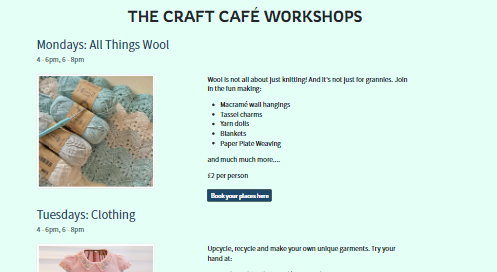 THE CRAFT CAFÉ WORKSHOPS
Mondays: All Things Wool
4 - 6pm, 6 - 8pm
Wool is not all about just knitting! And it's not just for grannies. Join
in the fun making:
• Macramé wall hangings
• Tassel charms
• Yarn dolls
• Blankets
• Paper Plate Weaving
and much much more....
£2 per person
Book your places here
Tuesdays: Clothing
4 - 6pm, 6 - 8pm
Upcycle, recycle and make your own unique garments. Try your
hand at: